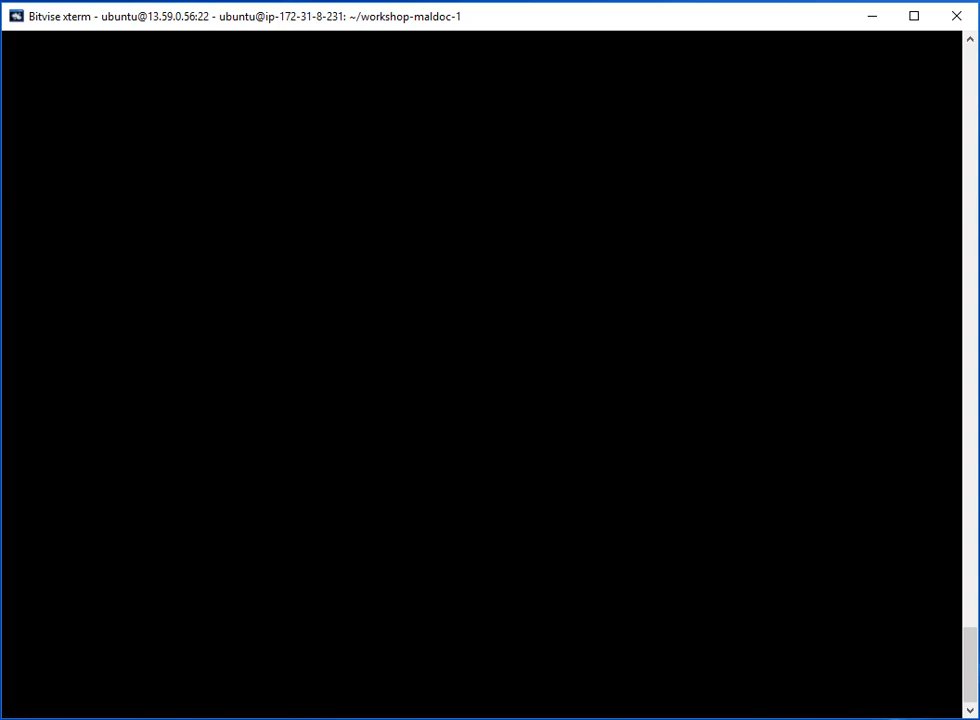 Bitvise xterm - ubuntu@13.59.0.56:22 - ubuntu@ip-172-31-8-231: ~/workshop-maldoc-1